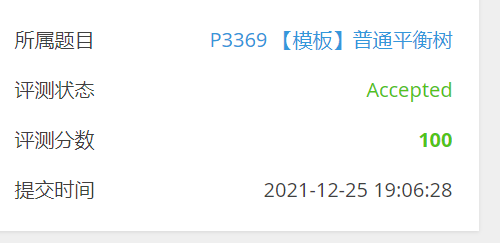 所属题目 P3369 【模板】普通平衡树
评测状态 Accepted
评测分数 100
提交时间 2021-12-25 19:06:28